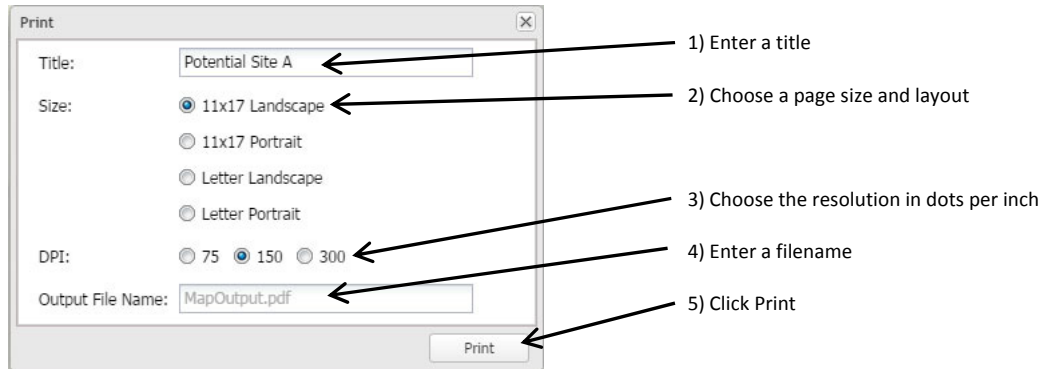 Print
Title: Potential Site A
1) Enter a title
Size: 11x17 Landscape
2) Choose a page size and layout
11x17 Portrait
Letter Landscape
Letter Portrait
3) Choose the resolution in dots per inch
DPI: 75 150 300
4) Enter a filename
Output File Name: MapOutput.pdf
5) Click Print
Print